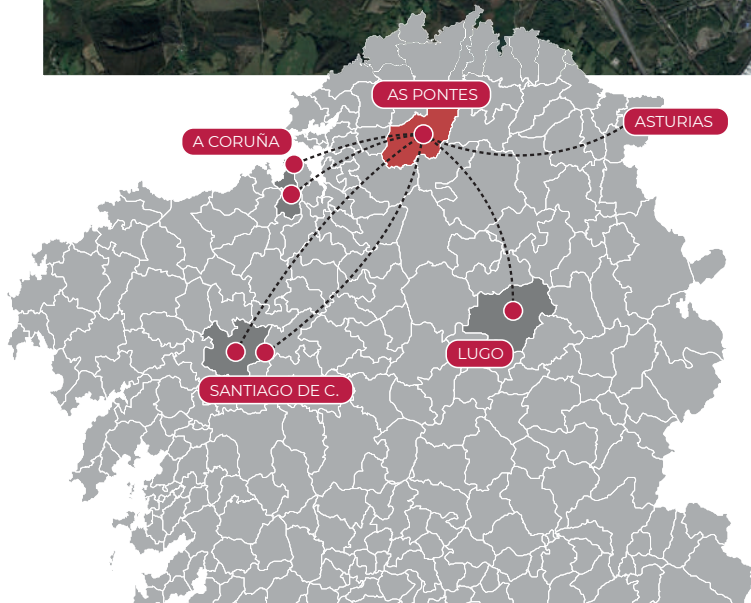 AS PONTES
ASTURIAS
A CORUÑA
LUGO
SANTIAGO DE C.